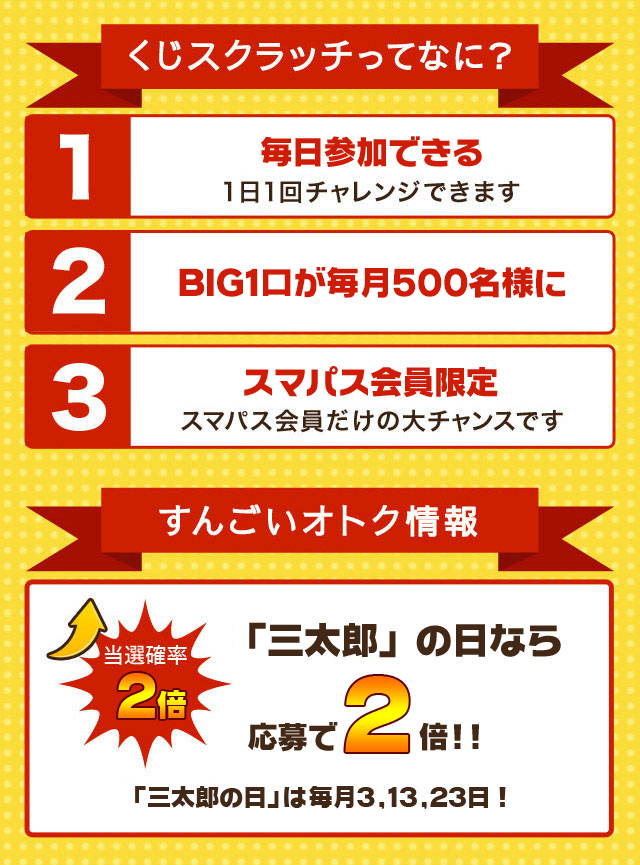 くじスクラッチってなに？
1
毎日参加できる
1日1回チャレンジできます
2
BIG1口が毎月500名様に
3
スマパス会員限定
スマパス会員だけの大チャンスです
すんごいオトク情報
当選確率
2倍
「三太郎」の日なら
応募で2倍!!
「三太郎の日」は毎月3,13,23日！